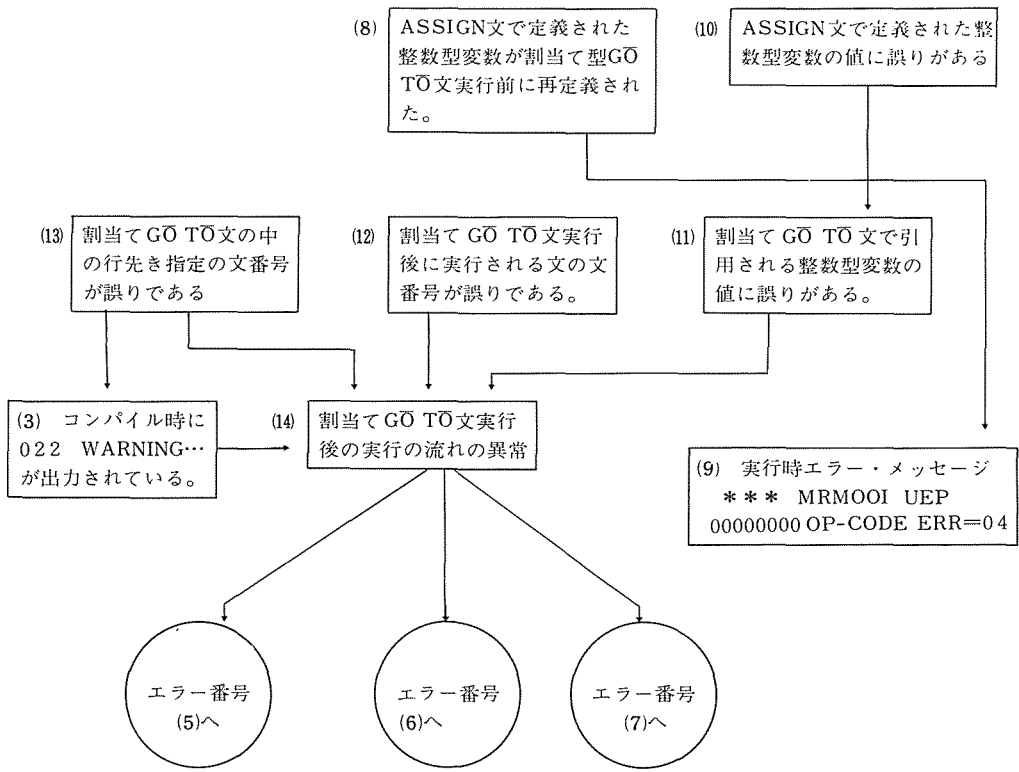 (8) ASSIGN文で定義された
整数型変数が割当て型GŌ
TŌ文実行前に再定義され
た。
(10) ASSIGN文で定義された整
数型変数の値に誤りがある
(13) 割当てGŌ TŌ文の中
の行先き指定の文番号
が誤りである
(12) 割当て GŌ TŌ文実行
後に実行される文の文
番号が誤りである。
(11) 割当て GŌ TŌ文で引
用される整数型変数の
値に誤りがある。
(3) コンパイル時に
022 WARNING…
が出力されている。
(14) 割当てGŌ TŌ文実行
後の実行の流れの異常
(9) 実行時エラー・メッセージ
*** MRMOOI UEP
00000000 OP-CODE ERR=04
エラー番号
(5)へ
エラー番号
(6)へ
エラー番号
(7)へ